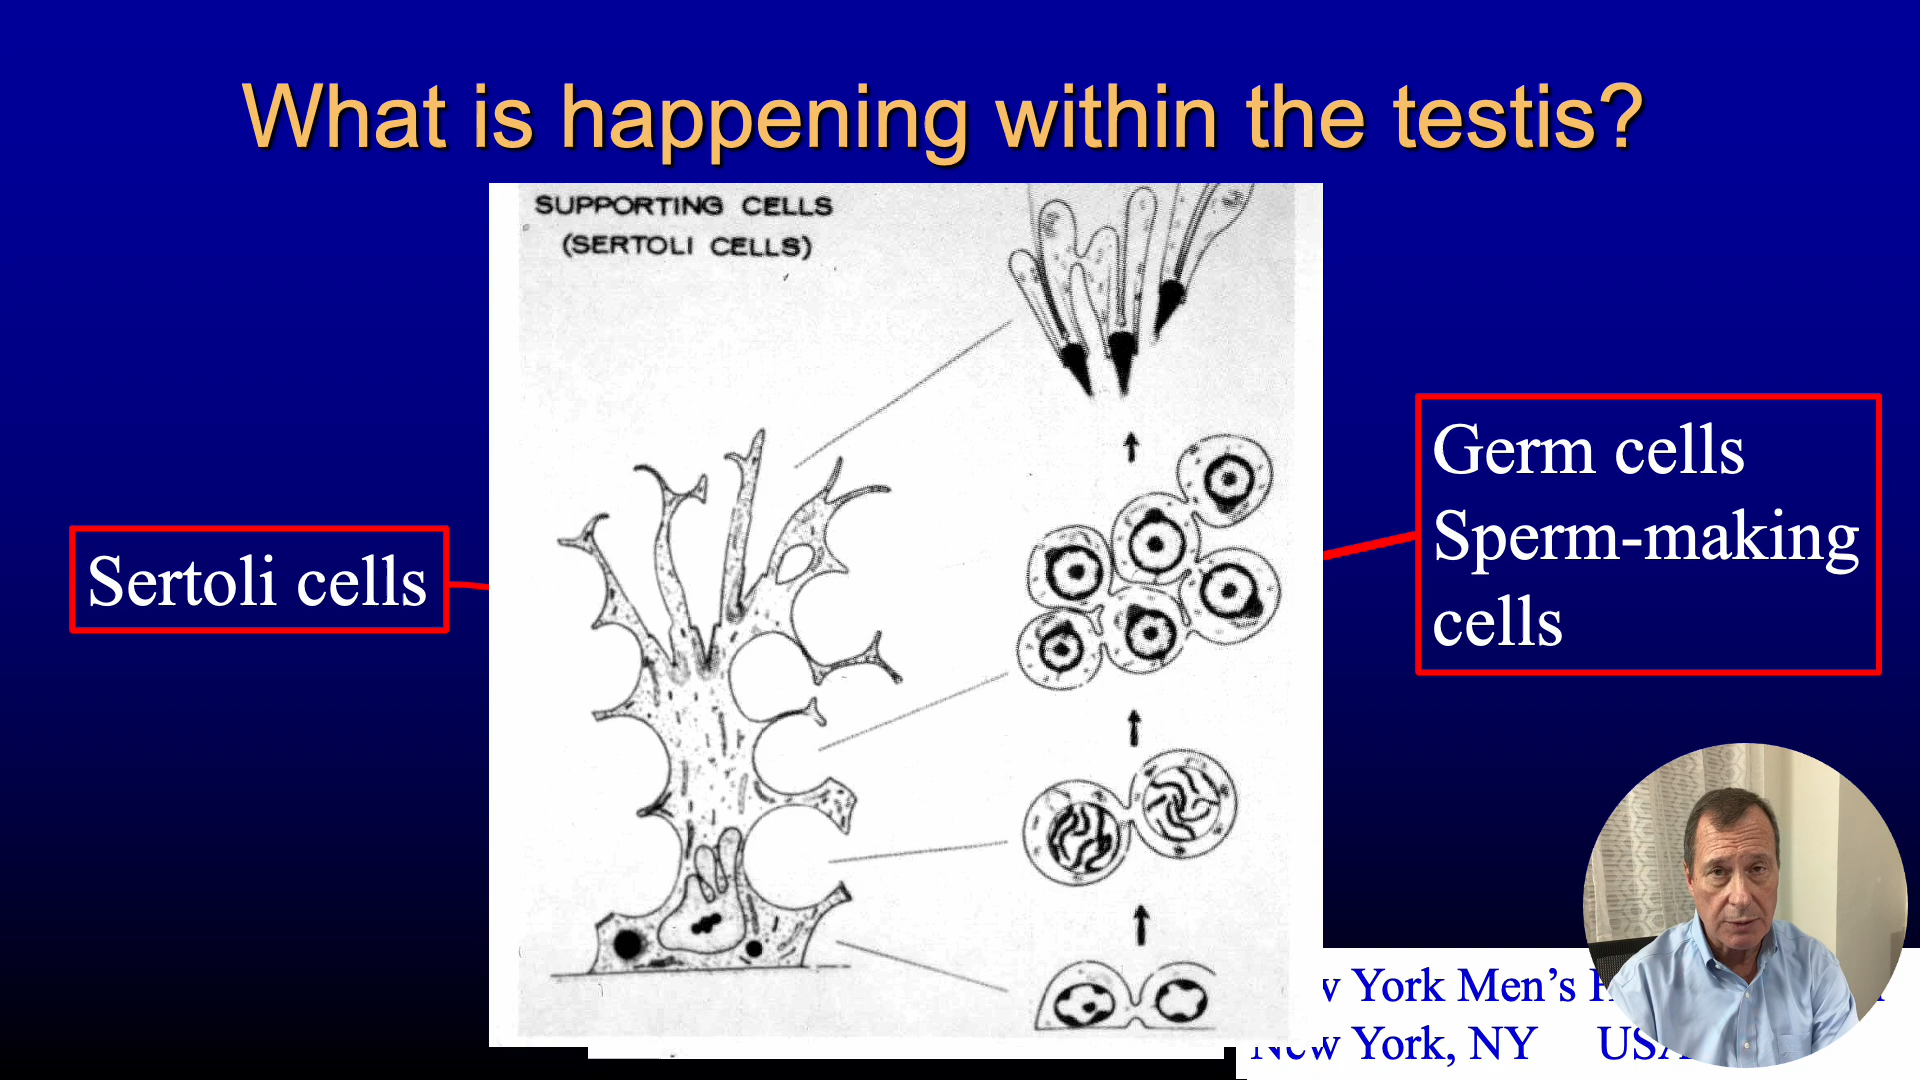 What is happening within the testis?
SUPPORTING CELLS
(SERTOLI CELLS)
Sertoli cells
Germ cells
Sperm-making
cells
York Men’s
New York, NY USA